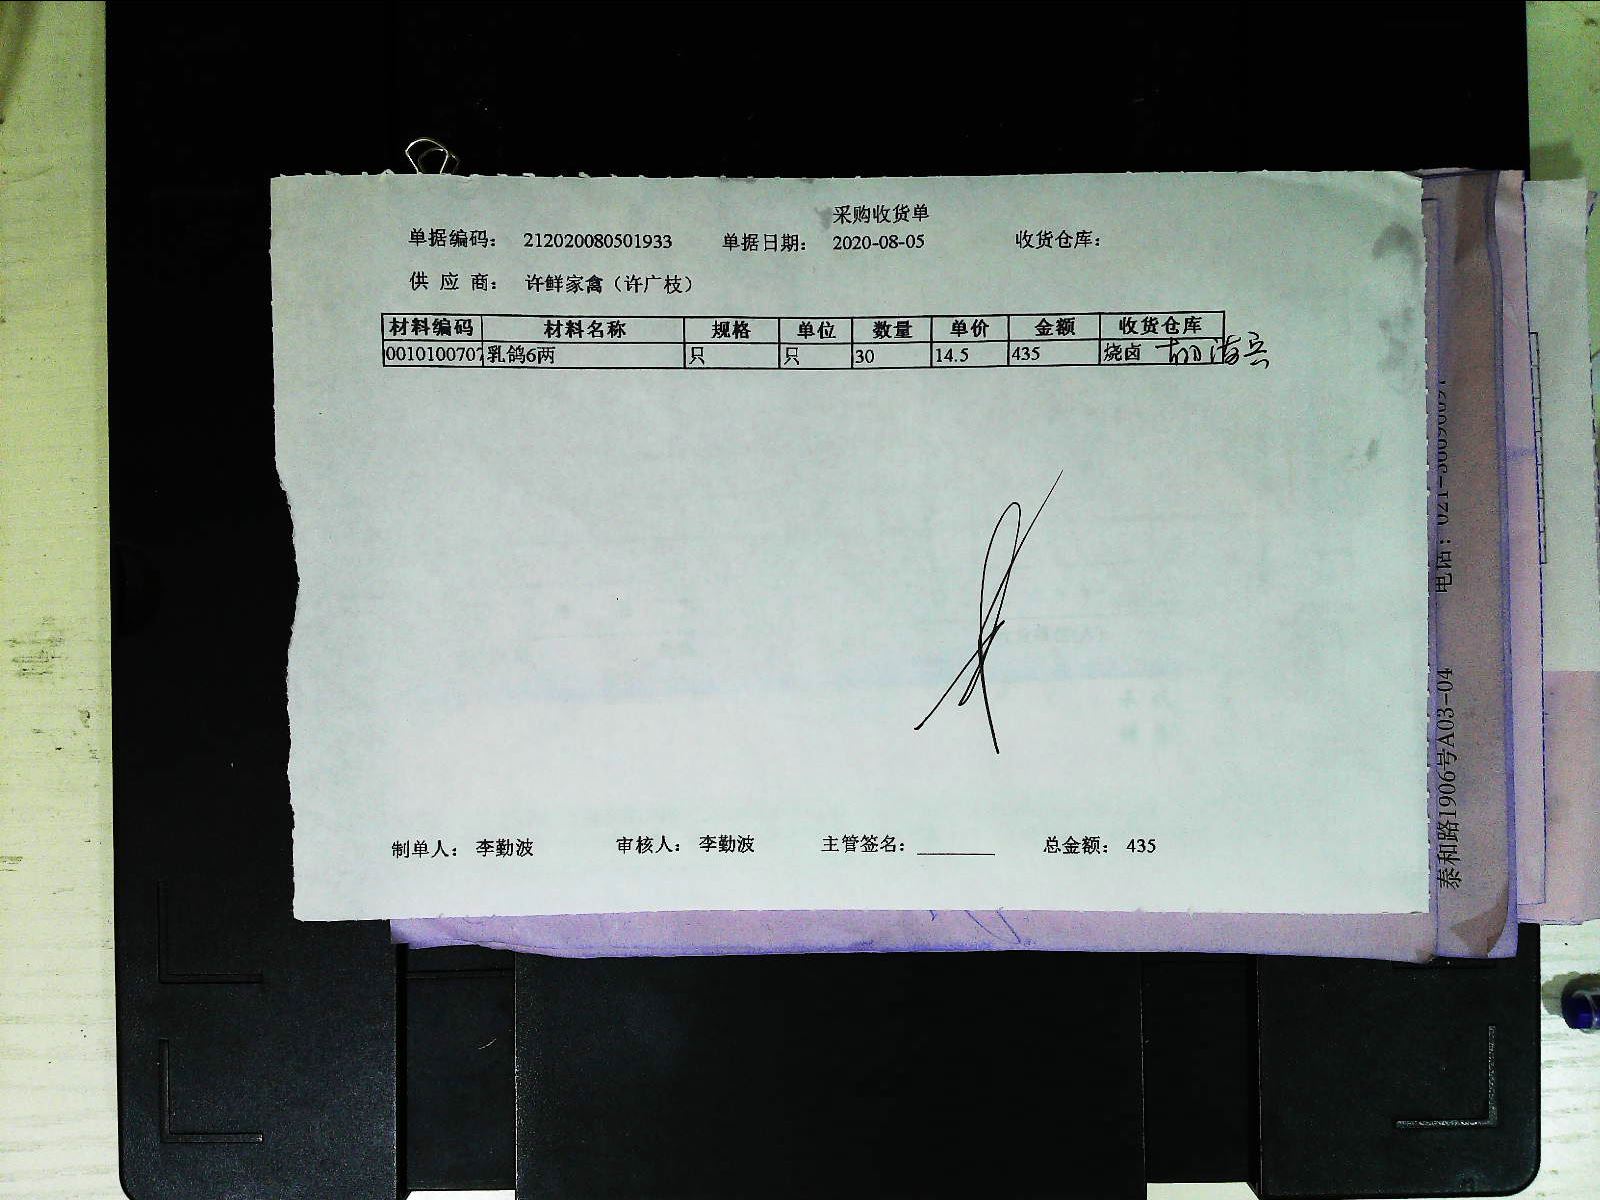 采购收货单
单据编码： 212020080501933 单据日期： 2020-08-05 收货仓库：
供 应 商： 许鲜家禽（许广枝）
材料编码 材料名称 规格 单位 数量 单价 金额 收货仓库
0010100707 乳鸽6两 只 只 30 14.5 435 烧卤
制单人： 李勤波 审核人： 李勤波 主管签名： 总金额： 435
泰和路1906号A03-04 电话：